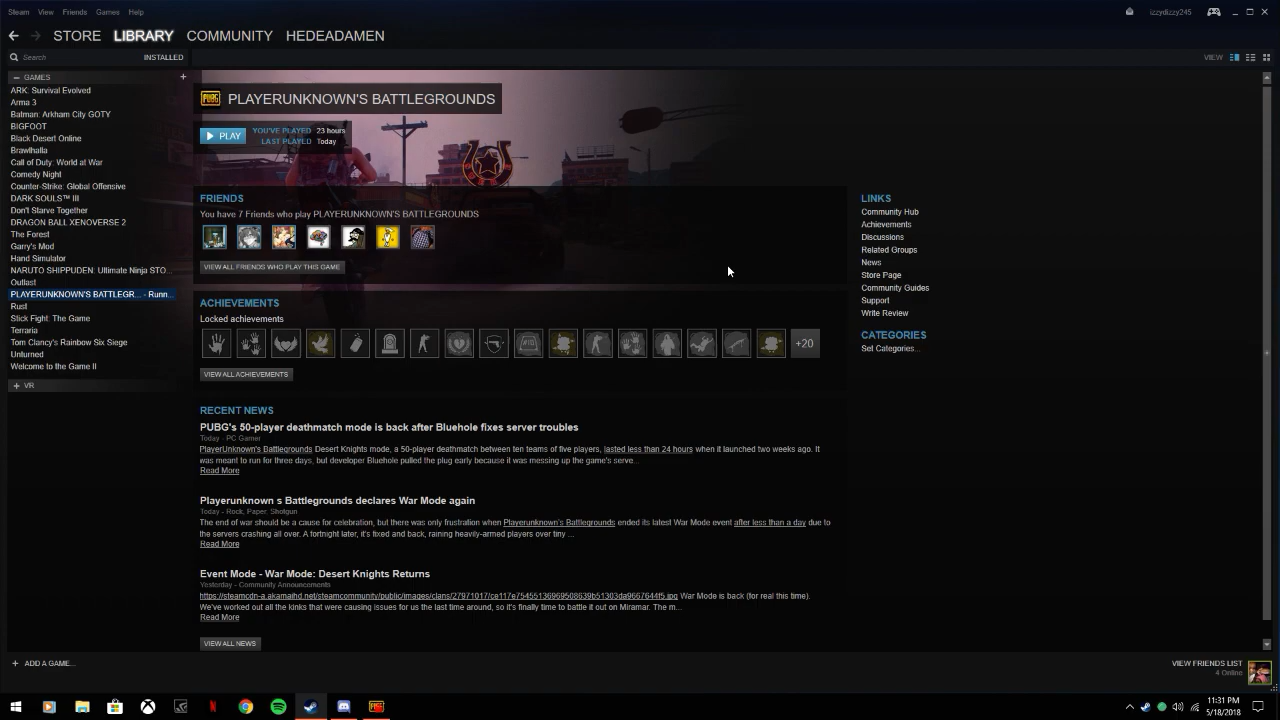 Steam View Friends Games Help
izzydizzy245
STORE LIBRARY COMMUNITY HEDEADAMEN
Search INSTALLED
VIEW
GAMES
ARK: Survival Evolved
Arma 3
Batman: Arkham City GOTY
BIGFOOT
Black Desert Online
Brawlhalla
Call of Duty: World at War
Comedy Night
Counter-Strike: Global Offensive
DARK SOULS™ III
Don't Starve Together
DRAGON BALL XENOVERSE 2
The Forest
Garry's Mod
Hand Simulator
NARUTO SHIPPUDEN: Ultimate Ninja STO...
Outlast
PLAYERUNKNOWN'S BATTLEGR... - Runn...
Rust
Stick Fight: The Game
Terraria
Tom Clancy's Rainbow Six Siege
Unturned
Welcome to the Game II
VR
PUBG
PLAYERUNKNOWN'S BATTLEGROUNDS
PLAY
YOU'VE PLAYED 23 hours
LAST PLAYED Today
FRIENDS
You have 7 Friends who play PLAYERUNKNOWN'S BATTLEGROUNDS
VIEW ALL FRIENDS WHO PLAY THIS GAME
ACHIEVEMENTS
Locked achievements
+20
VIEW ALL ACHIEVEMENTS
RECENT NEWS
PUBG's 50-player deathmatch mode is back after Bluehole fixes server troubles
Today - PC Gamer
PlayerUnknown's Battlegrounds Desert Knights mode, a 50-player deathmatch between ten teams of five players, lasted less than 24 hours when it launched two weeks ago. It
was meant to run for three days, but developer Bluehole pulled the plug early because it was messing up the game's serve...
Read More
Playerunknown s Battlegrounds declares War Mode again
Today - Rock, Paper, Shotgun
The end of war should be a cause for celebration, but there was only frustration when Playerunknown's Battlegrounds ended its latest War Mode event after less than a day due to
the servers crashing all over. A fortnight later, it's fixed and back, raining heavily-armed players over tiny ...
Read More
Event Mode - War Mode: Desert Knights Returns
Yesterday - Community Announcements
https://steamcdn-a.akamaihd.net/steamcommunity/public/images/clans/27971017/ce117e75455136969508639b51303da9667644f5.jpg War Mode is back (for real this time).
We've worked out all the kinks that were causing issues for us the last time around, so it's finally time to battle it out on Miramar. The m...
Read More
VIEW ALL NEWS
LINKS
Community Hub
Achievements
Discussions
Related Groups
News
Store Page
Community Guides
Support
Write Review
CATEGORIES
Set Categories...
ADD A GAME...
VIEW FRIENDS LIST
4 Online
11:31 PM
5/18/2018